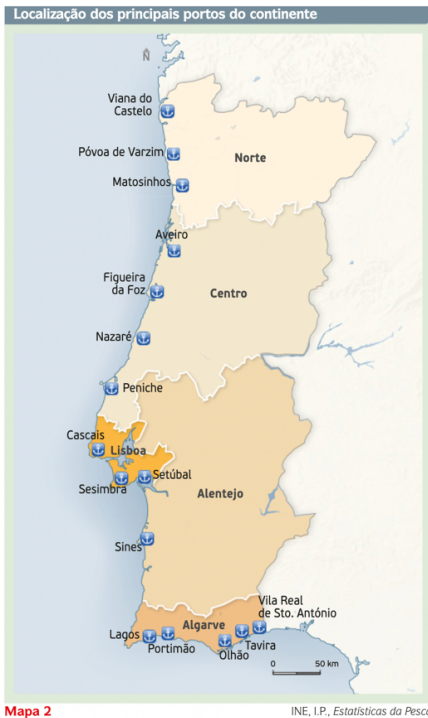 Localização dos principais portos do continente
N
Viana do
Castelo
Póvoa de Varzim
Norte
Matosinhos
Aveiro
Figueira
da Foz
Centro
Nazaré
Peniche
Cascais
Lisboa
Setúbal
Sesimbra
Alentejo
Sines
Vila Real
de Sto. António
Algarve
Lagos
Portimão
Tavira
Olhão
0 50 km
Mapa 2
INE, I.P., Estatísticas da Pesca